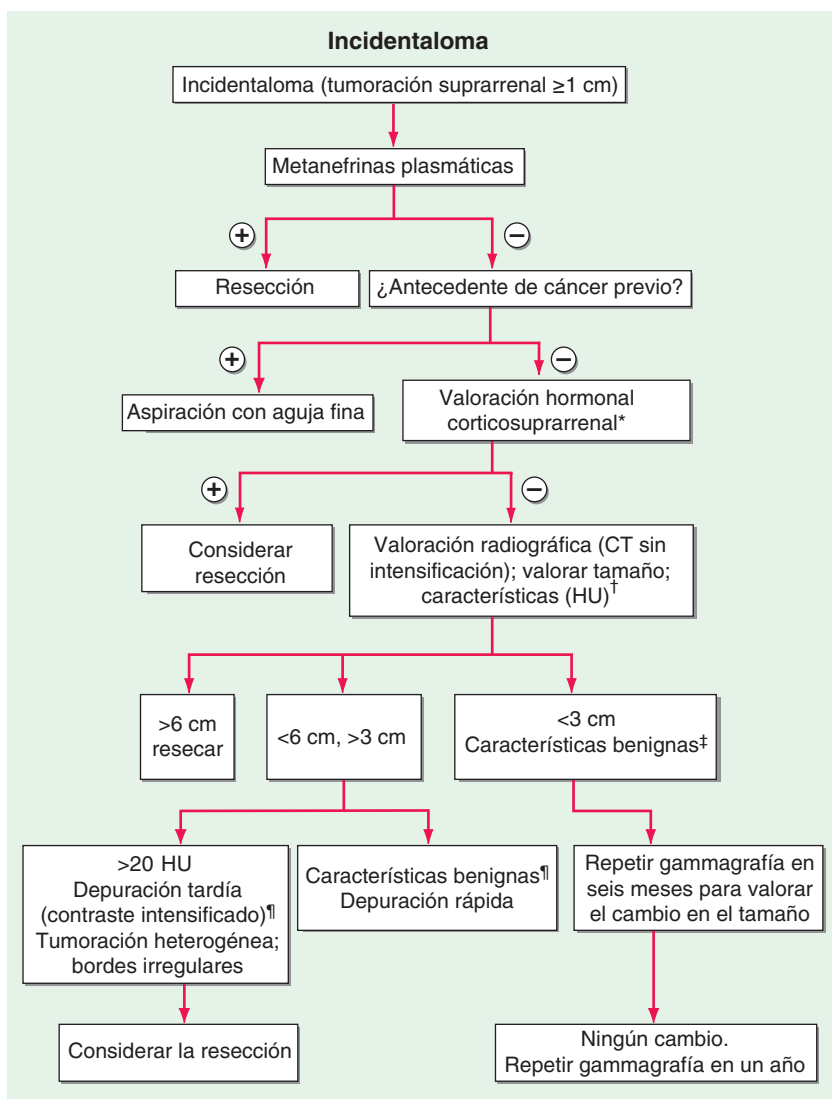 Incidentaloma
Incidentaloma (tumoración suprarrenal ≥1 cm)
Metanefrinas plasmáticas
+
−
Resección
¿Antecedente de cáncer previo?
+
−
Aspiración con aguja fina
Valoración hormonal
corticosuprarrenal*
+
−
Considerar
resección
Valoración radiográfica (CT sin
intensificación); valorar tamaño;
características (HU)†
>6 cm
resecar
<6 cm, >3 cm
<3 cm
Características benignas‡
>20 HU
Depuración tardía
(contraste intensificado)¶
Tumoración heterogénea;
bordes irregulares
Características benignas¶
Depuración rápida
Repetir gammagrafía en
seis meses para valorar
el cambio en el tamaño
Considerar la resección
Ningún cambio.
Repetir gammagrafía en un año